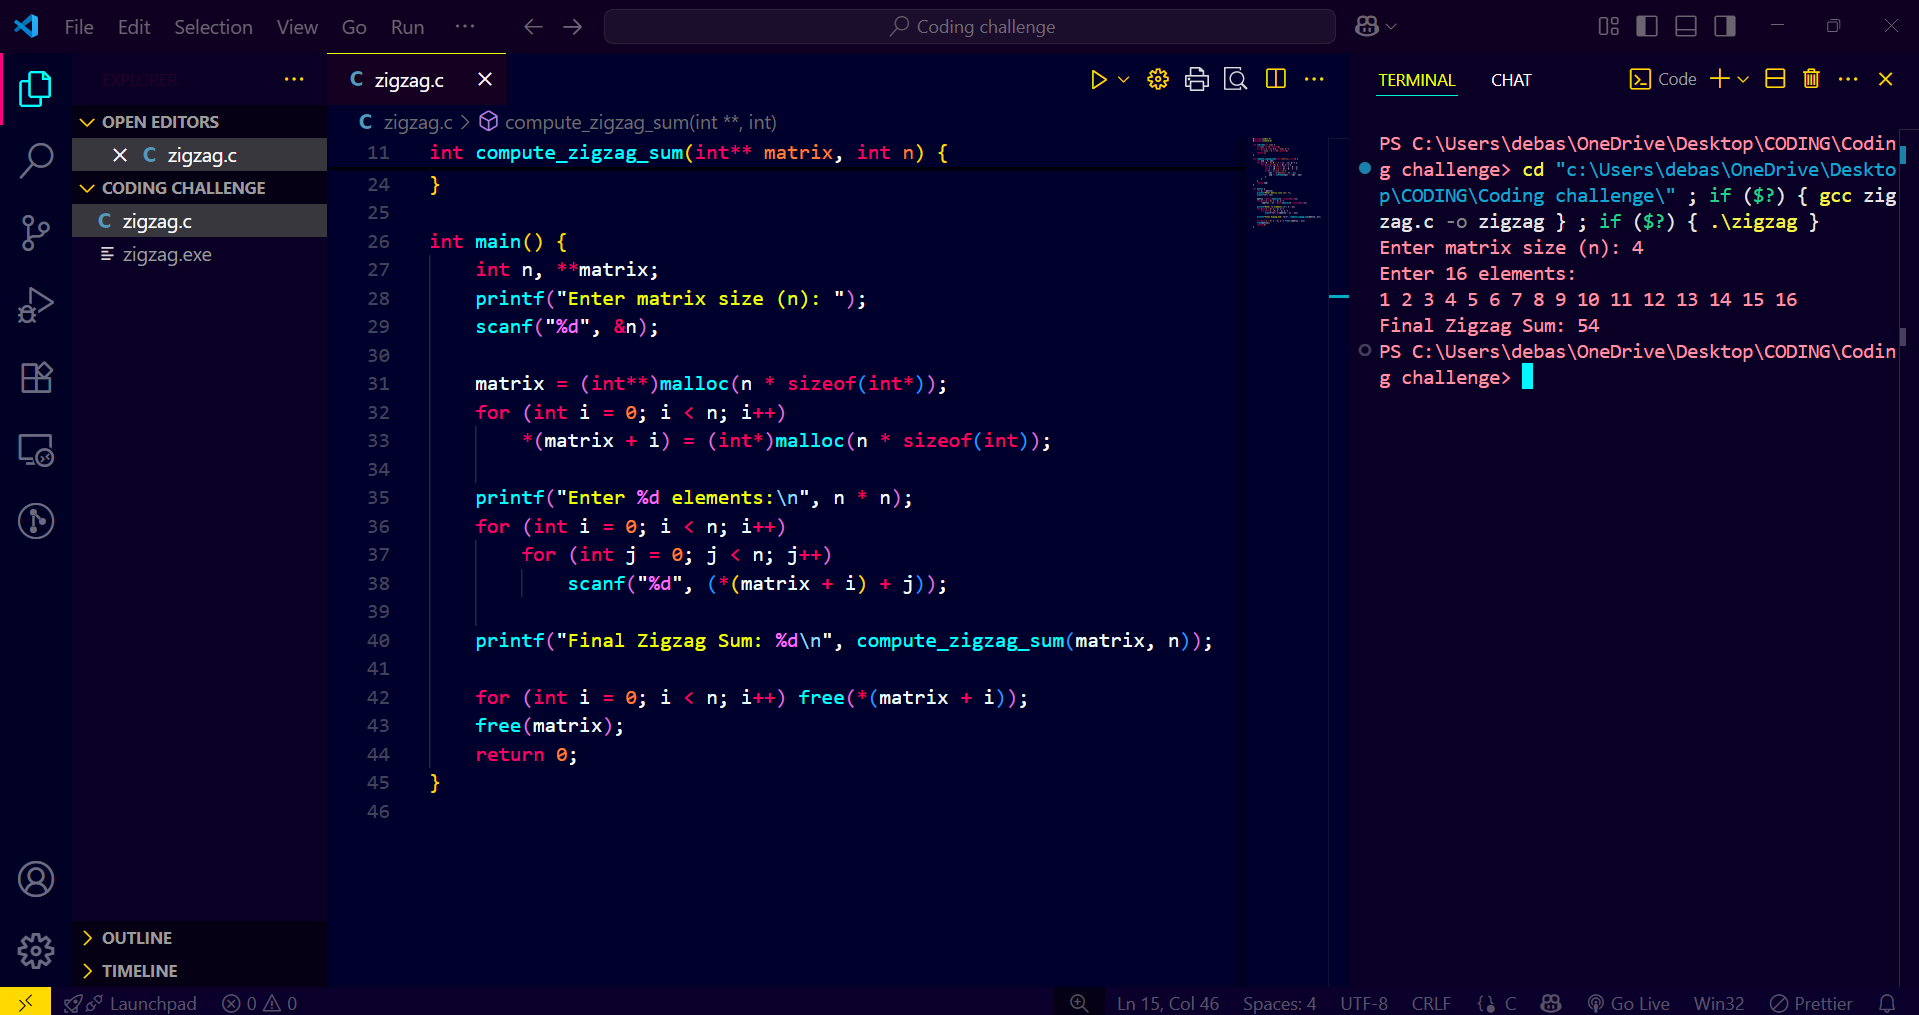 File Edit Selection View Go Run ··· Coding challenge
EXPLORER ···
OPEN EDITORS
C zigzag.c
CODING CHALLENGE
C zigzag.c
zigzag.exe
OUTLINE
TIMELINE
C zigzag.c
C zigzag.c > compute_zigzag_sum(int **, int)
11 int compute_zigzag_sum(int** matrix, int n) {
24 }
25
26 int main() {
27 int n, **matrix;
28 printf("Enter matrix size (n): ");
29 scanf("%d", &n);
30
31 matrix = (int**)malloc(n * sizeof(int*));
32 for (int i = 0; i < n; i++)
33 *(matrix + i) = (int*)malloc(n * sizeof(int));
34
35 printf("Enter %d elements:\n", n * n);
36 for (int i = 0; i < n; i++)
37 for (int j = 0; j < n; j++)
38 scanf("%d", (*(matrix + i) + j));
39
40 printf("Final Zigzag Sum: %d\n", compute_zigzag_sum(matrix, n));
41
42 for (int i = 0; i < n; i++) free(*(matrix + i));
43 free(matrix);
44 return 0;
45 }
46
TERMINAL CHAT Code
PS C:\Users\debas\OneDrive\Desktop\CODING\Codin
g challenge> cd "c:\Users\debas\OneDrive\Deskto
p\CODING\Coding challenge\" ; if ($?) { gcc zig
zag.c -o zigzag } ; if ($?) { .\zigzag }
Enter matrix size (n): 4
Enter 16 elements:
1 2 3 4 5 6 7 8 9 10 11 12 13 14 15 16
Final Zigzag Sum: 54
PS C:\Users\debas\OneDrive\Desktop\CODING\Codin
g challenge>
Launchpad 0 0 Ln 15, Col 46 Spaces: 4 UTF-8 CRLF { } C Go Live Win32 Prettier